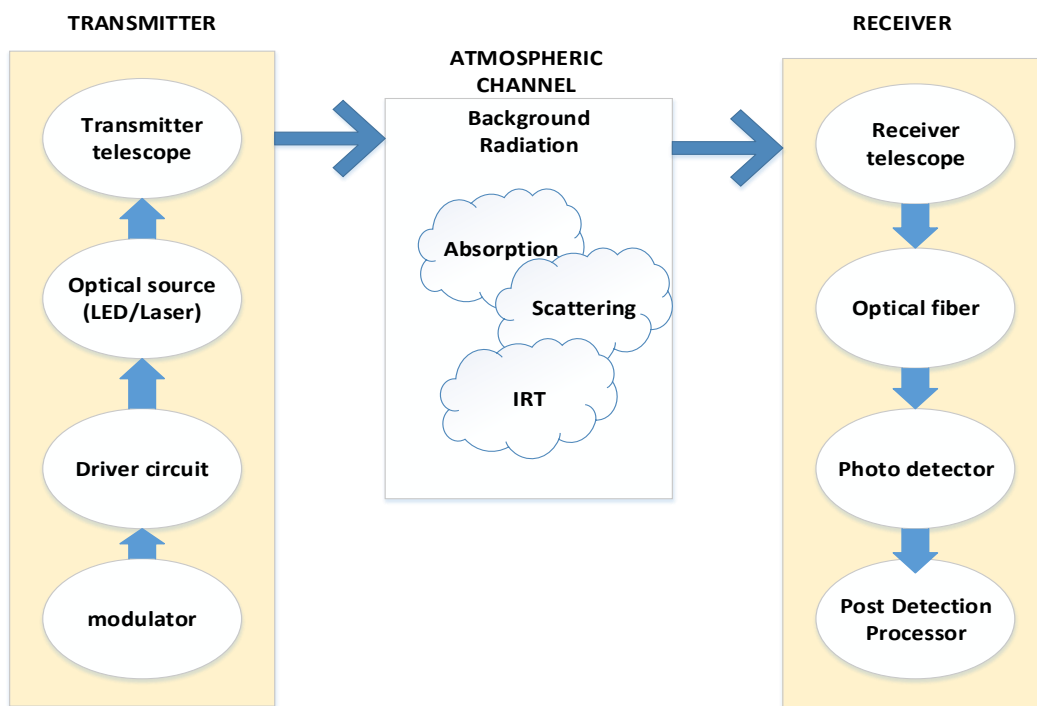 TRANSMITTER
Transmitter
telescope
Optical source
(LED/Laser)
Driver circuit
modulator
ATMOSPHERIC
CHANNEL
Background
Radiation
Absorption
Scattering
IRT
RECEIVER
Receiver
telescope
Optical fiber
Photo detector
Post Detection
Processor